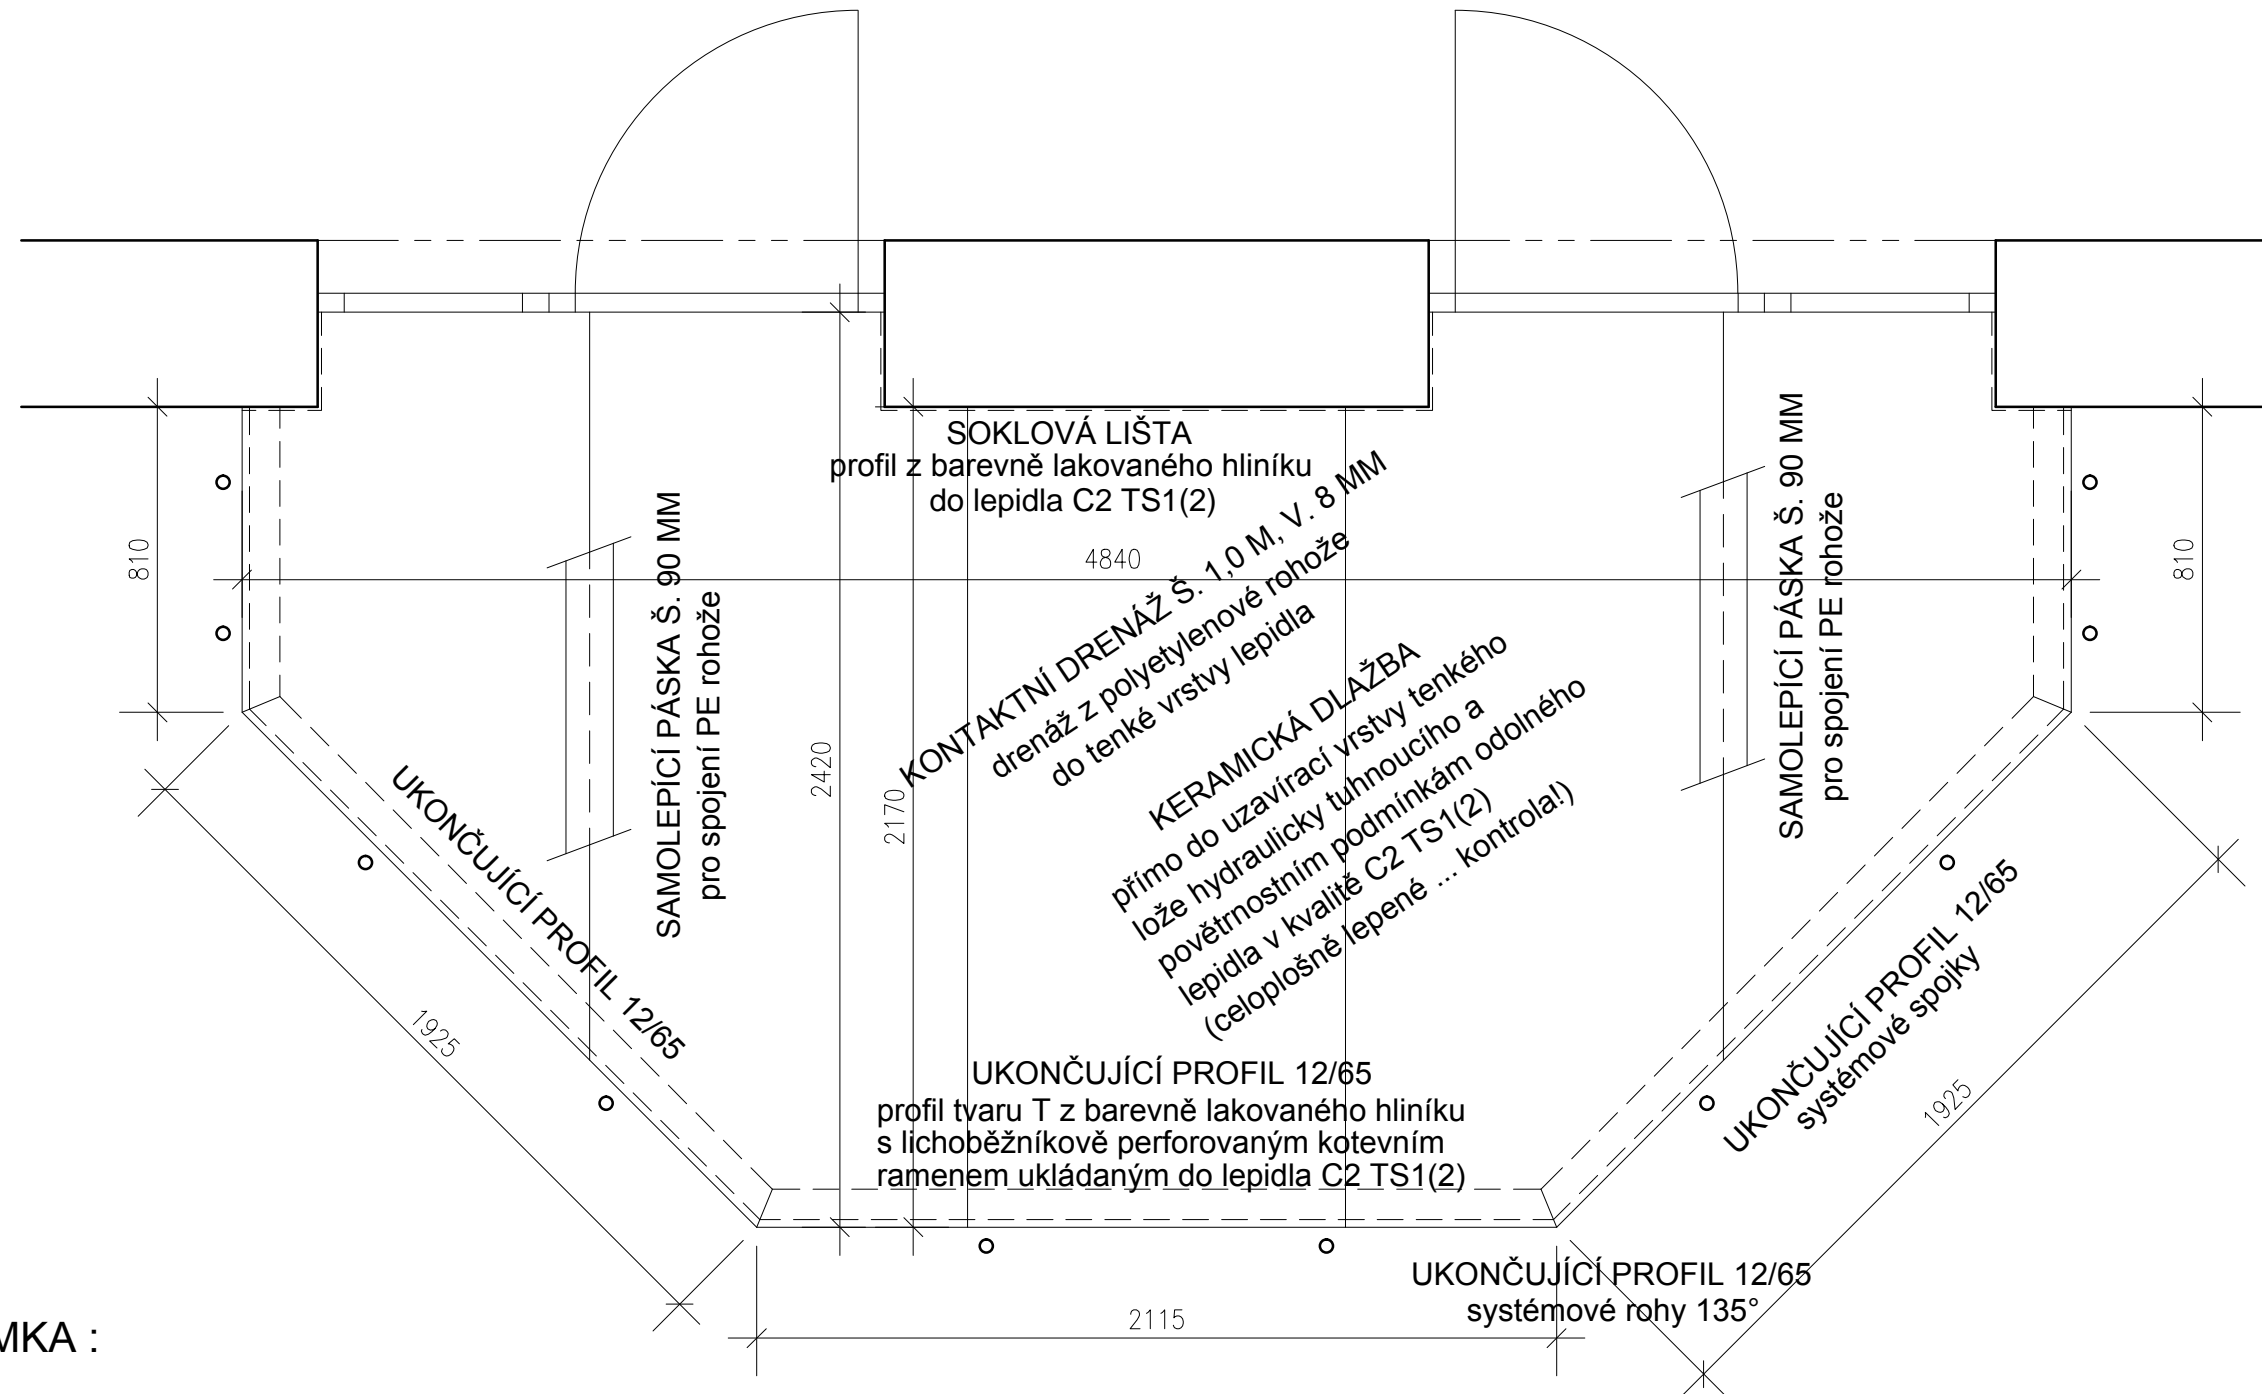 SOKLOVÁ LIŠTA
profil z barevně lakovaného hliníku
do lepidla C2 TS1(2)
KONTAKTNÍ DRENÁŽ Š. 1,0 M, V. 8 MM
drenáž z polyetylenové rohože
do tenké vrstvy lepidla
4840
810
810
SAMOLEPÍCÍ PÁSKA Š. 90 MM
pro spojení PE rohože
SAMOLEPÍCÍ PÁSKA Š. 90 MM
pro spojení PE rohože
2420
2170
KERAMICKÁ DLAŽBA
přímo do uzavírací vrstvy tenkého
lože hydraulicky tuhnoucího a
povětrnostním podmínkám odolného
lepidla v kvalitě C2 TS1(2)
(celoplošně lepené ... kontrola!)
UKONČUJÍCÍ PROFIL 12/65
1925
UKONČUJÍCÍ PROFIL 12/65
systémové spojky
1925
UKONČUJÍCÍ PROFIL 12/65
profil tvaru T z barevně lakovaného hliníku
s lichoběžníkově perforovaným kotevním
ramenem ukládaným do lepidla C2 TS1(2)
UKONČUJÍCÍ PROFIL 12/65
systémové rohy 135°
2115
MKA :